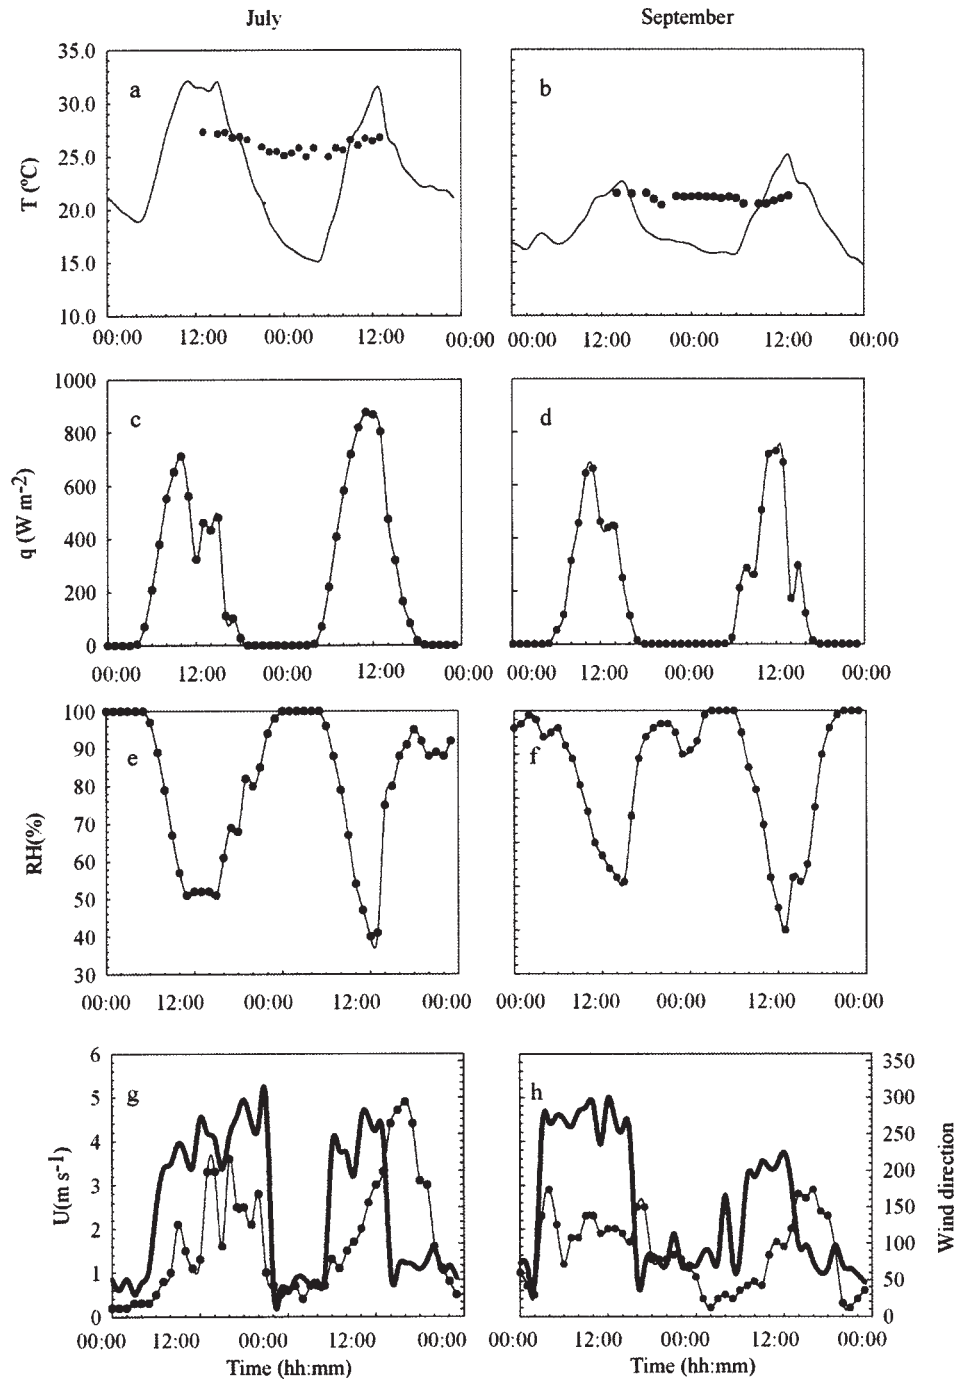 July September
35.0
30.0
25.0
20.0
15.0
10.0
T (ºC)
a
b
00:00 12:00 00:00 12:00 00:00 00:00 12:00 00:00 12:00 00:00
1000
800
600
400
200
0
q (W m-2)
c
d
00:00 12:00 00:00 12:00 00:00 00:00 12:00 00:00 12:00 00:00
100
90
80
70
60
50
40
30
RH(%)
e
f
00:00 12:00 00:00 12:00 00:00 00:00 12:00 00:00 12:00 00:00
6
5
4
3
2
1
0
U(m s-1)
g
h
350
300
250
200
150
100
50
0
Wind direction
00:00 12:00 00:00 12:00 00:00 00:00 12:00 00:00 12:00 00:00
Time (hh:mm) Time (hh:mm)